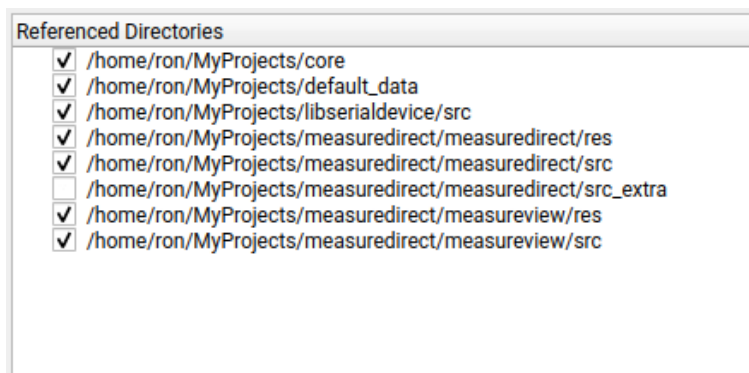 Referenced Directories
/home/ron/MyProjects/core
/home/ron/MyProjects/default_data
/home/ron/MyProjects/libserialdevice/src
/home/ron/MyProjects/measuredirect/measuredirect/res
/home/ron/MyProjects/measuredirect/measuredirect/src
/home/ron/MyProjects/measuredirect/measuredirect/src_extra
/home/ron/MyProjects/measuredirect/measureview/res
/home/ron/MyProjects/measuredirect/measureview/src